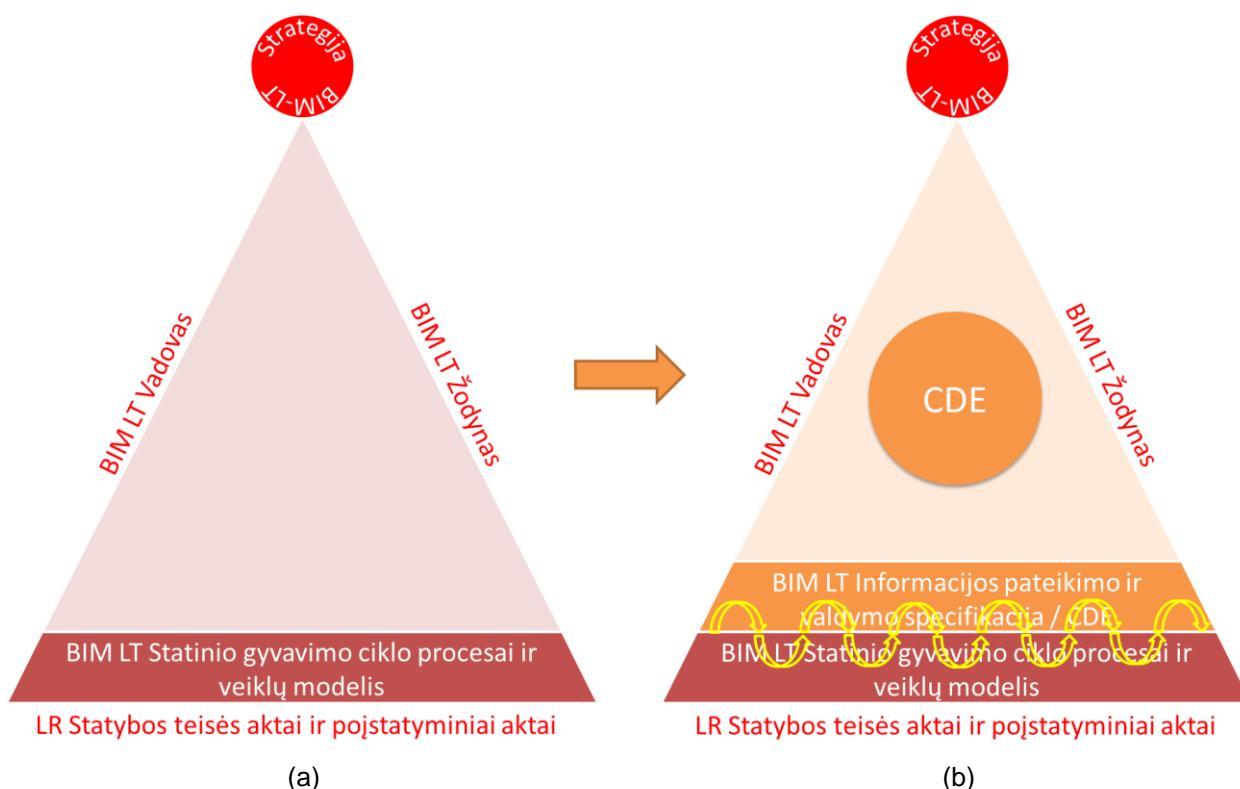 Strategija
BIM-LT
BIM LT Vadovas
BIM LT Žodynas
BIM LT Statinio gyvavimo ciklo procesai ir
veiklų modelis
LR Statybos teisės aktai ir poįstatyminiai aktai
(a)
Strategija
BIM-LT
BIM LT Vadovas
BIM LT Žodynas
CDE
BIM LT Informacijos pateikimo ir
valdymo specifikacija / CDE
BIM LT Statinio gyvavimo ciklo procesai ir
veiklų modelis
LR Statybos teisės aktai ir poįstatyminiai aktai
(b)